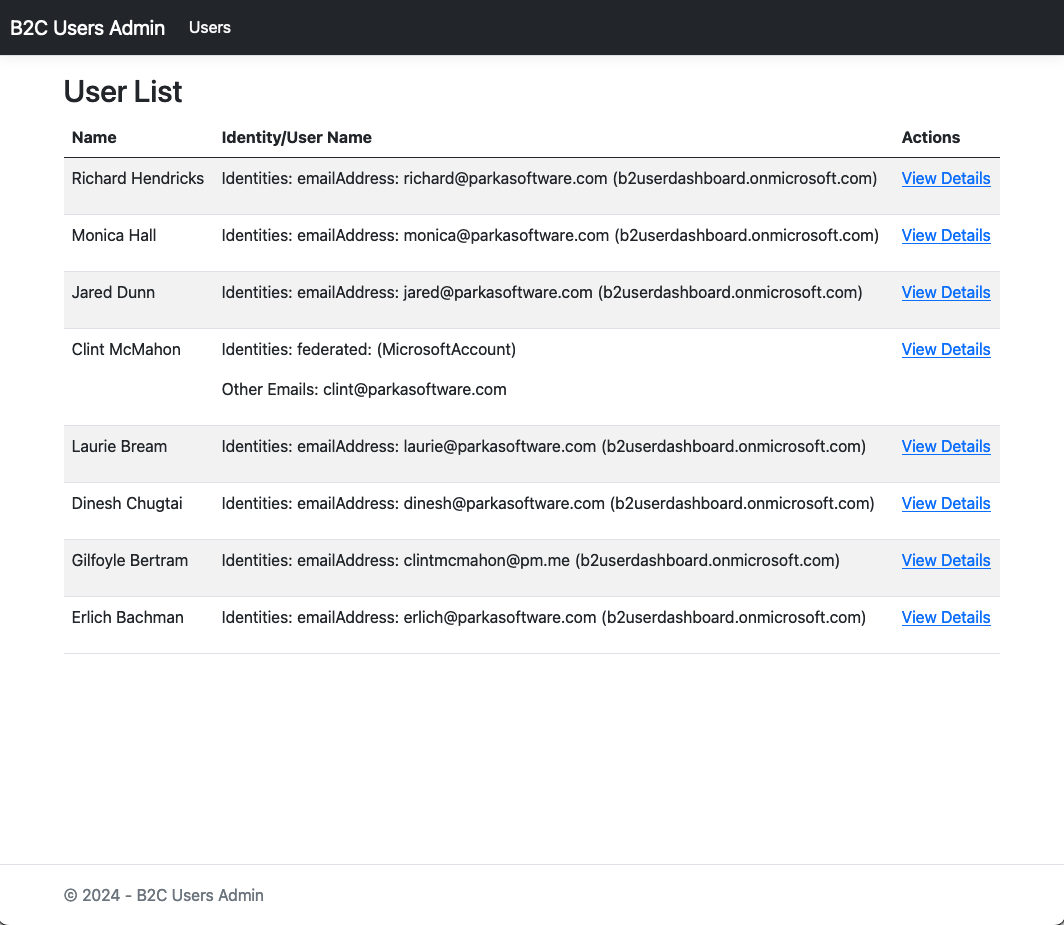 B2C Users Admin Users
User List
Name Identity/User Name Actions
Richard Hendricks Identities: emailAddress: richard@parkasoftware.com (b2userdashboard.onmicrosoft.com) View Details
Monica Hall Identities: emailAddress: monica@parkasoftware.com (b2userdashboard.onmicrosoft.com) View Details
Jared Dunn Identities: emailAddress: jared@parkasoftware.com (b2userdashboard.onmicrosoft.com) View Details
Clint McMahon Identities: federated: (MicrosoftAccount) View Details
Other Emails: clint@parkasoftware.com
Laurie Bream Identities: emailAddress: laurie@parkasoftware.com (b2userdashboard.onmicrosoft.com) View Details
Dinesh Chugtai Identities: emailAddress: dinesh@parkasoftware.com (b2userdashboard.onmicrosoft.com) View Details
Gilfoyle Bertram Identities: emailAddress: clintmcmahon@pm.me (b2userdashboard.onmicrosoft.com) View Details
Erlich Bachman Identities: emailAddress: erlich@parkasoftware.com (b2userdashboard.onmicrosoft.com) View Details
© 2024 - B2C Users Admin